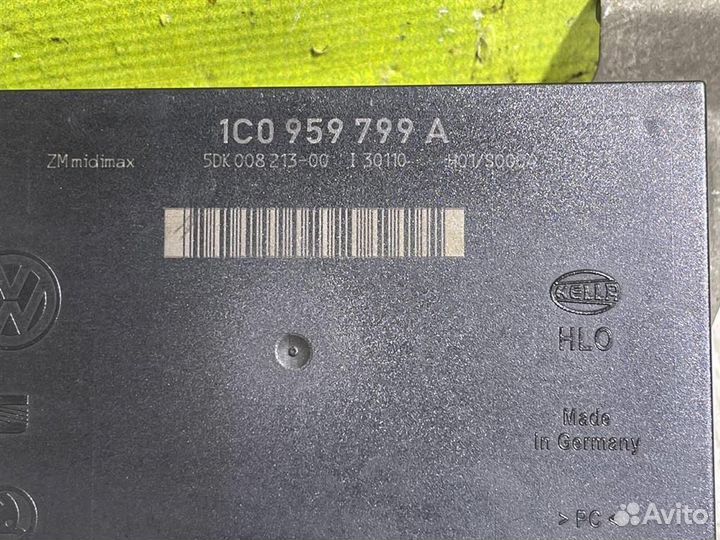 1C0 959 799 A
ZM midimax 5DK 008 213-00 I 30110
HELLA
HLO
Made
in Germany
>PC<
Avito